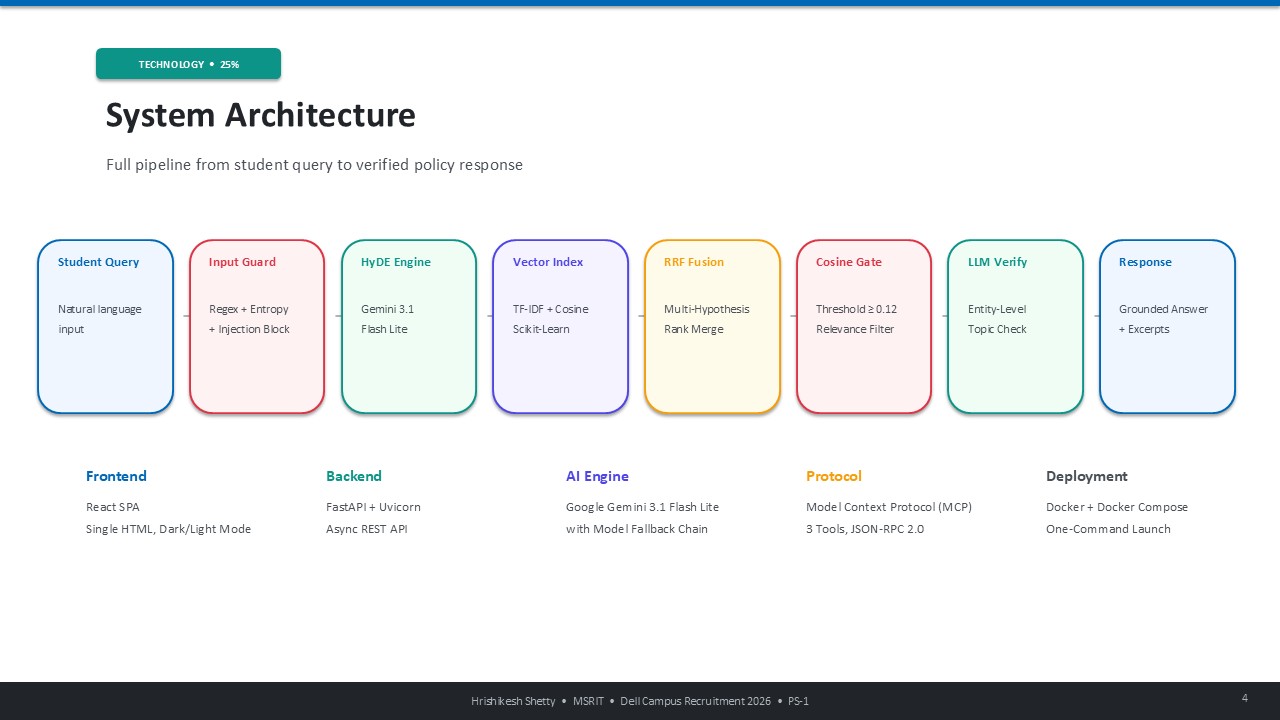 TECHNOLOGY • 25%
System Architecture
Full pipeline from student query to verified policy response
Student Query
Natural language
input
Input Guard
Regex + Entropy
+ Injection Block
HyDE Engine
Gemini 3.1
Flash Lite
Vector Index
TF-IDF + Cosine
Scikit-Learn
RRF Fusion
Multi-Hypothesis
Rank Merge
Cosine Gate
Threshold ≥ 0.12
Relevance Filter
LLM Verify
Entity-Level
Topic Check
Response
Grounded Answer
+ Excerpts
Frontend
React SPA
Single HTML, Dark/Light Mode
Backend
FastAPI + Uvicorn
Async REST API
AI Engine
Google Gemini 3.1 Flash Lite
with Model Fallback Chain
Protocol
Model Context Protocol (MCP)
3 Tools, JSON-RPC 2.0
Deployment
Docker + Docker Compose
One-Command Launch
Hrishikesh Shetty • MSRIT • Dell Campus Recruitment 2026 • PS-1
4